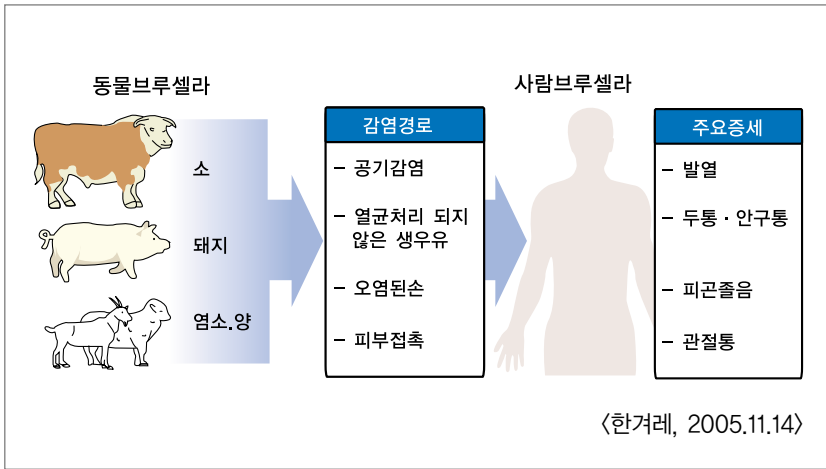 동물브루셀라
소
돼지
염소.양
감염경로
- 공기감염
- 열균처리 되지
않은 생우유
- 오염된손
- 피부접촉
사람브루셀라
주요증세
- 발열
- 두통·안구통
- 피곤졸음
- 관절통
〈한겨레, 2005.11.14〉